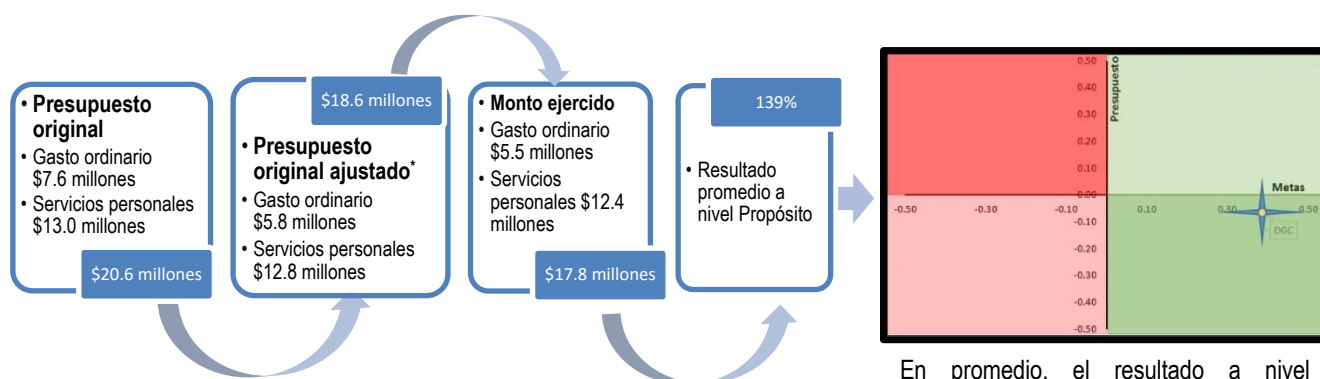 • Presupuesto
original
• Gasto ordinario
$7.6 millones
• Servicios personales
$13.0 millones
$20.6 millones
$18.6 millones
• Presupuesto
original ajustado*
• Gasto ordinario
$5.8 millones
• Servicios personales
$12.8 millones
• Monto ejercido
• Gasto ordinario
$5.5 millones
• Servicios
personales $12.4
millones
$17.8 millones
139%
• Resultado
promedio a
nivel Propósito
Presupuesto
0.50
0.40
0.30
0.20
0.10
0.00
-0.10
-0.20
-0.30
-0.40
-0.50
-0.50 -0.30 -0.10 0.10 0.30 0.50
Metas
DGC
En promedio, el resultado a nivel